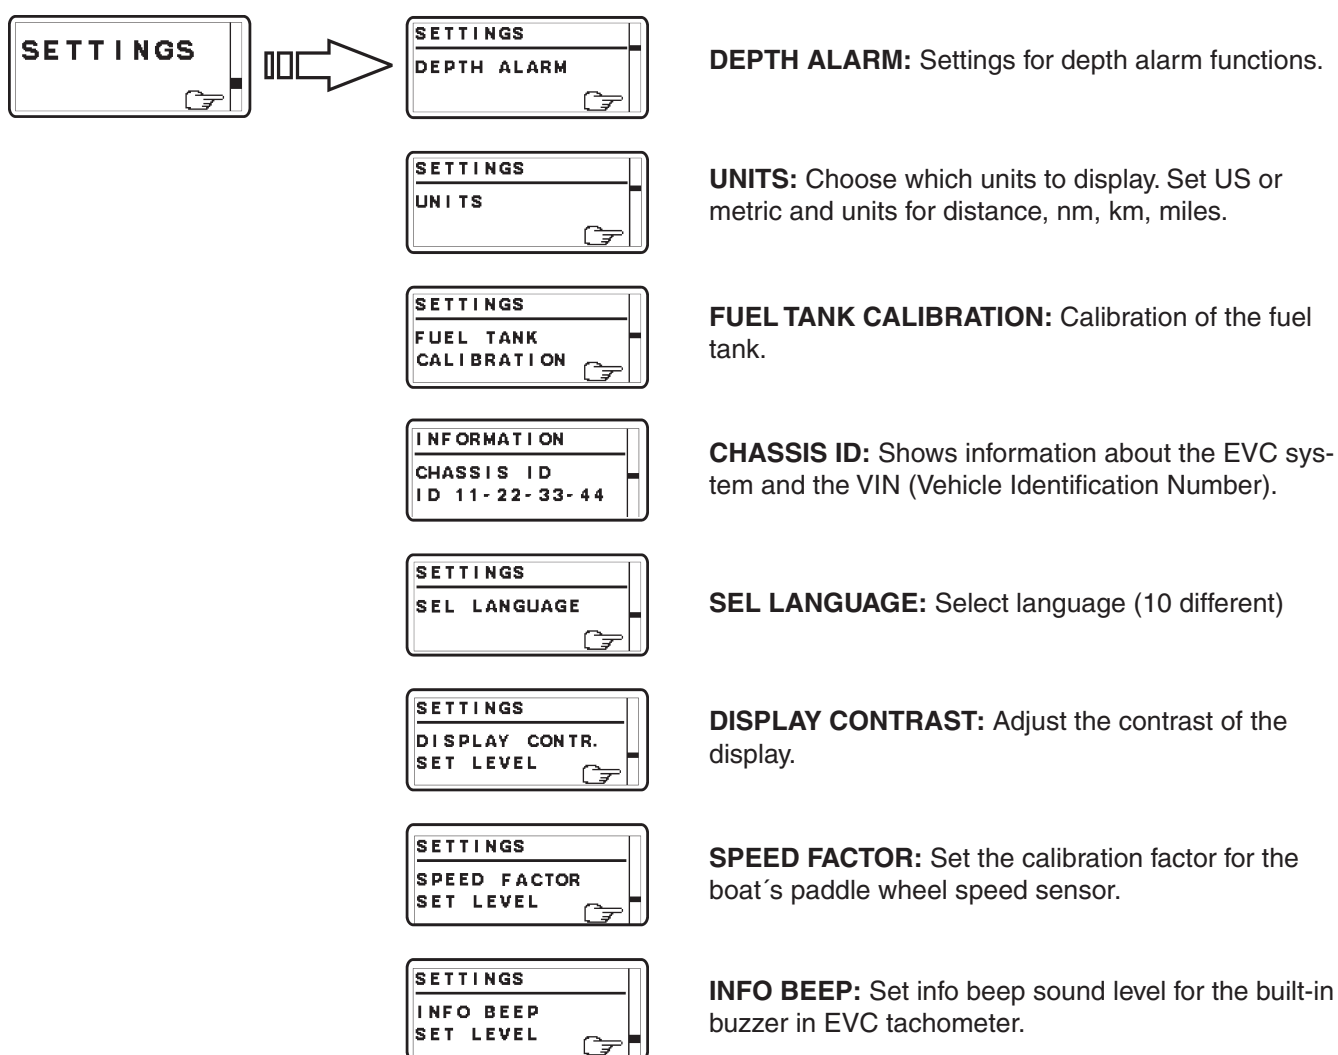 SETTINGS
SETTINGS
DEPTH ALARM
DEPTH ALARM: Settings for depth alarm functions.
SETTINGS
UNITS
UNITS: Choose which units to display. Set US or
metric and units for distance, nm, km, miles.
SETTINGS
FUEL TANK
CALIBRATION
FUEL TANK CALIBRATION: Calibration of the fuel
tank.
INFORMATION
CHASSIS ID
ID 11-22-33-44
CHASSIS ID: Shows information about the EVC sys-
tem and the VIN (Vehicle Identification Number).
SETTINGS
SEL LANGUAGE
SEL LANGUAGE: Select language (10 different)
SETTINGS
DISPLAY CONTR.
SET LEVEL
DISPLAY CONTRAST: Adjust the contrast of the
display.
SETTINGS
SPEED FACTOR
SET LEVEL
SPEED FACTOR: Set the calibration factor for the
boat´s paddle wheel speed sensor.
SETTINGS
INFO BEEP
SET LEVEL
INFO BEEP: Set info beep sound level for the built-in
buzzer in EVC tachometer.